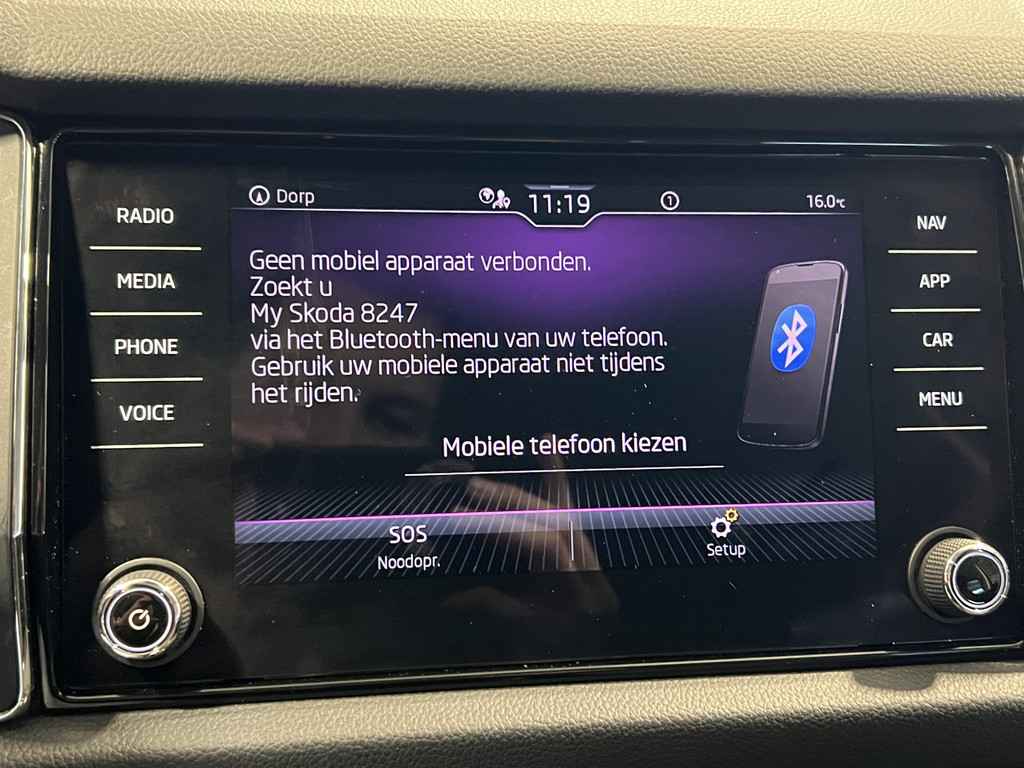 RADIO
MEDIA
PHONE
VOICE
Dorp
11:19
1
16.0°C
Geen mobiel apparaat verbonden.
Zoekt u
My Skoda 8247
via het Bluetooth-menu van uw telefoon.
Gebruik uw mobiele apparaat niet tijdens
het rijden.
Mobiele telefoon kiezen
SOS
Noodopr.
Setup
NAV
APP
CAR
MENU